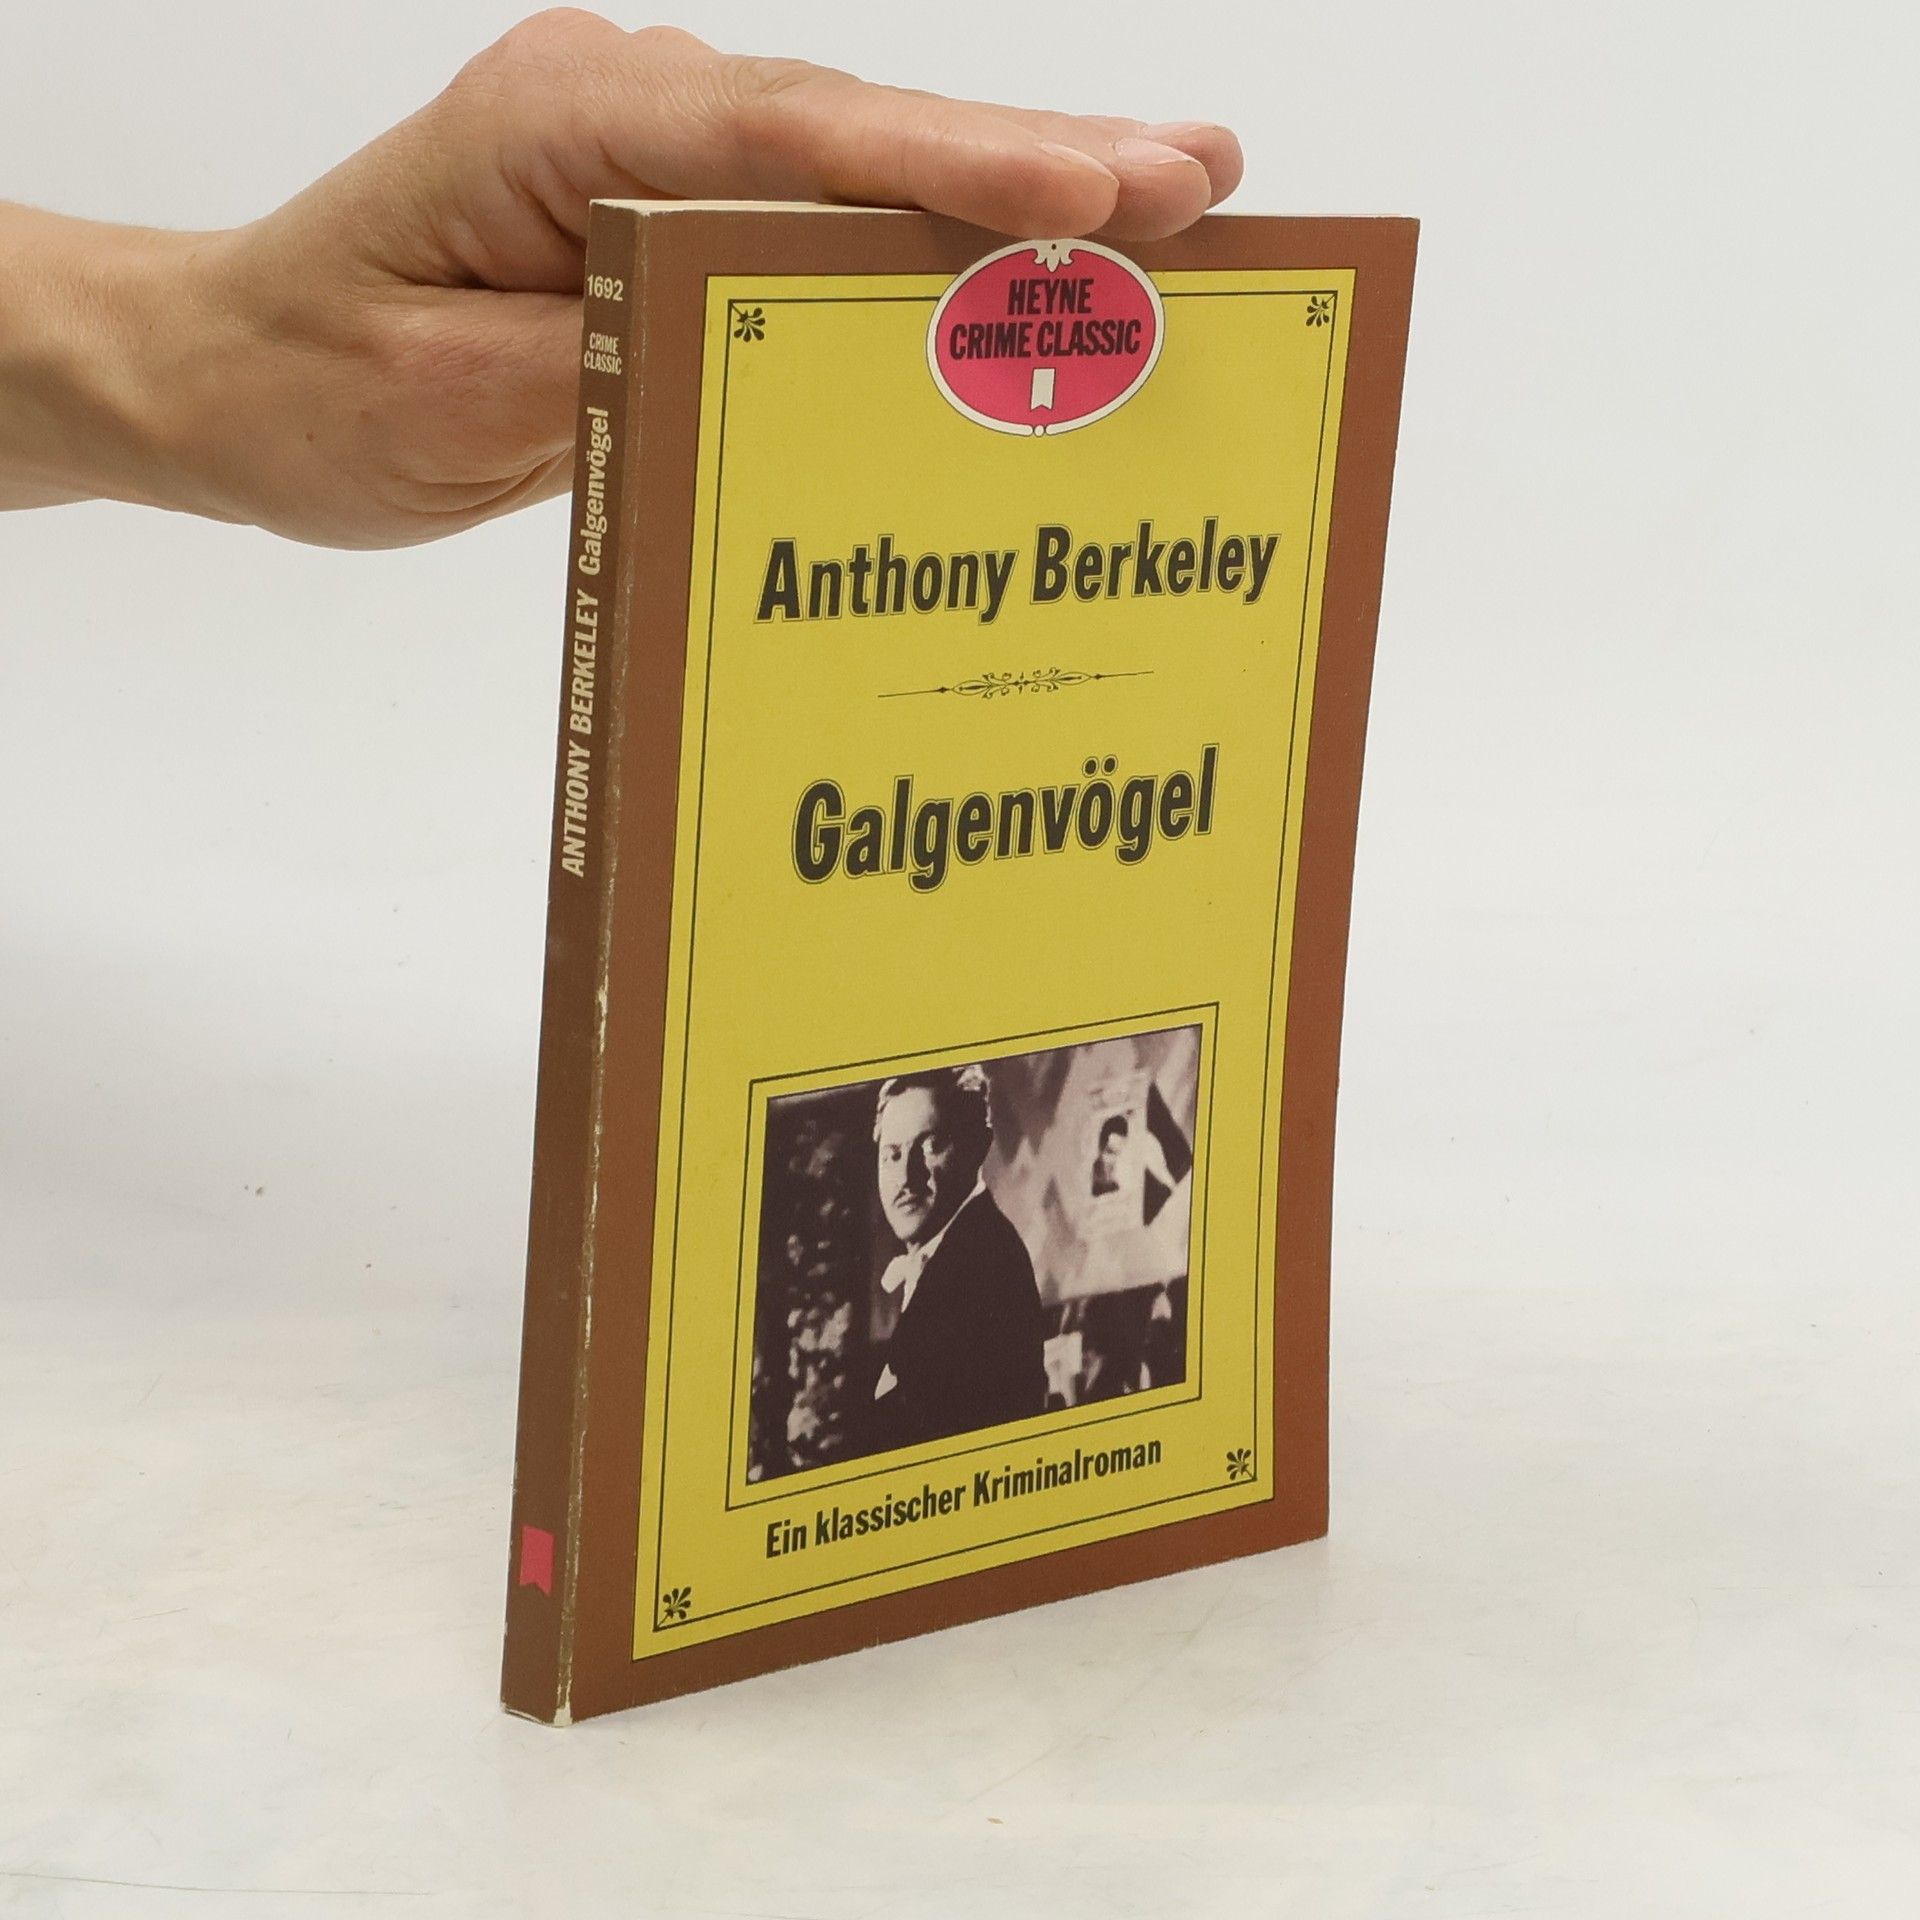 1692
CRIME
CLASSIC
ANTHONY BERKELEY Galgenvögel
HEYNE
CRIME CLASSIC
Anthony Berkeley
Galgenvögel
Ein klassischer Kriminalroman